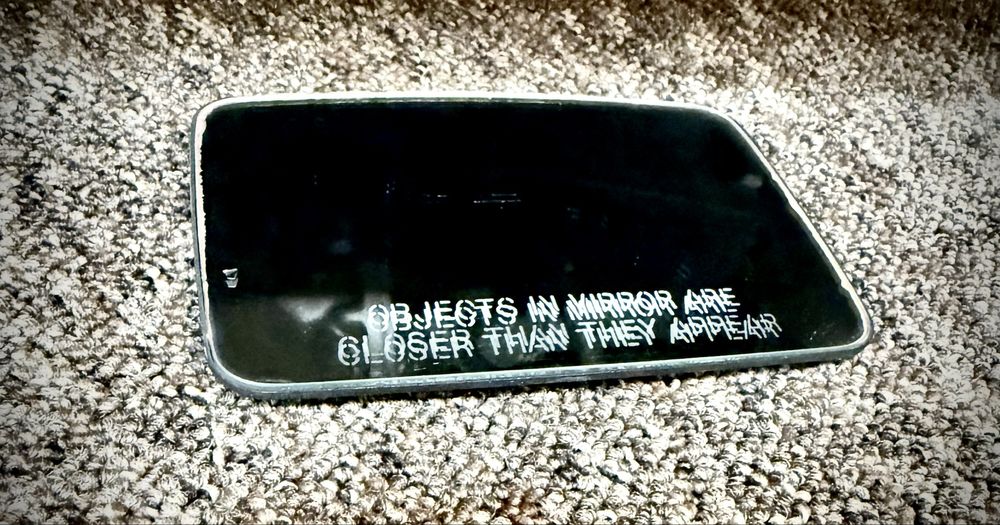 OBJECTS IN MIRROR ARE
CLOSER THAN THEY APPEAR